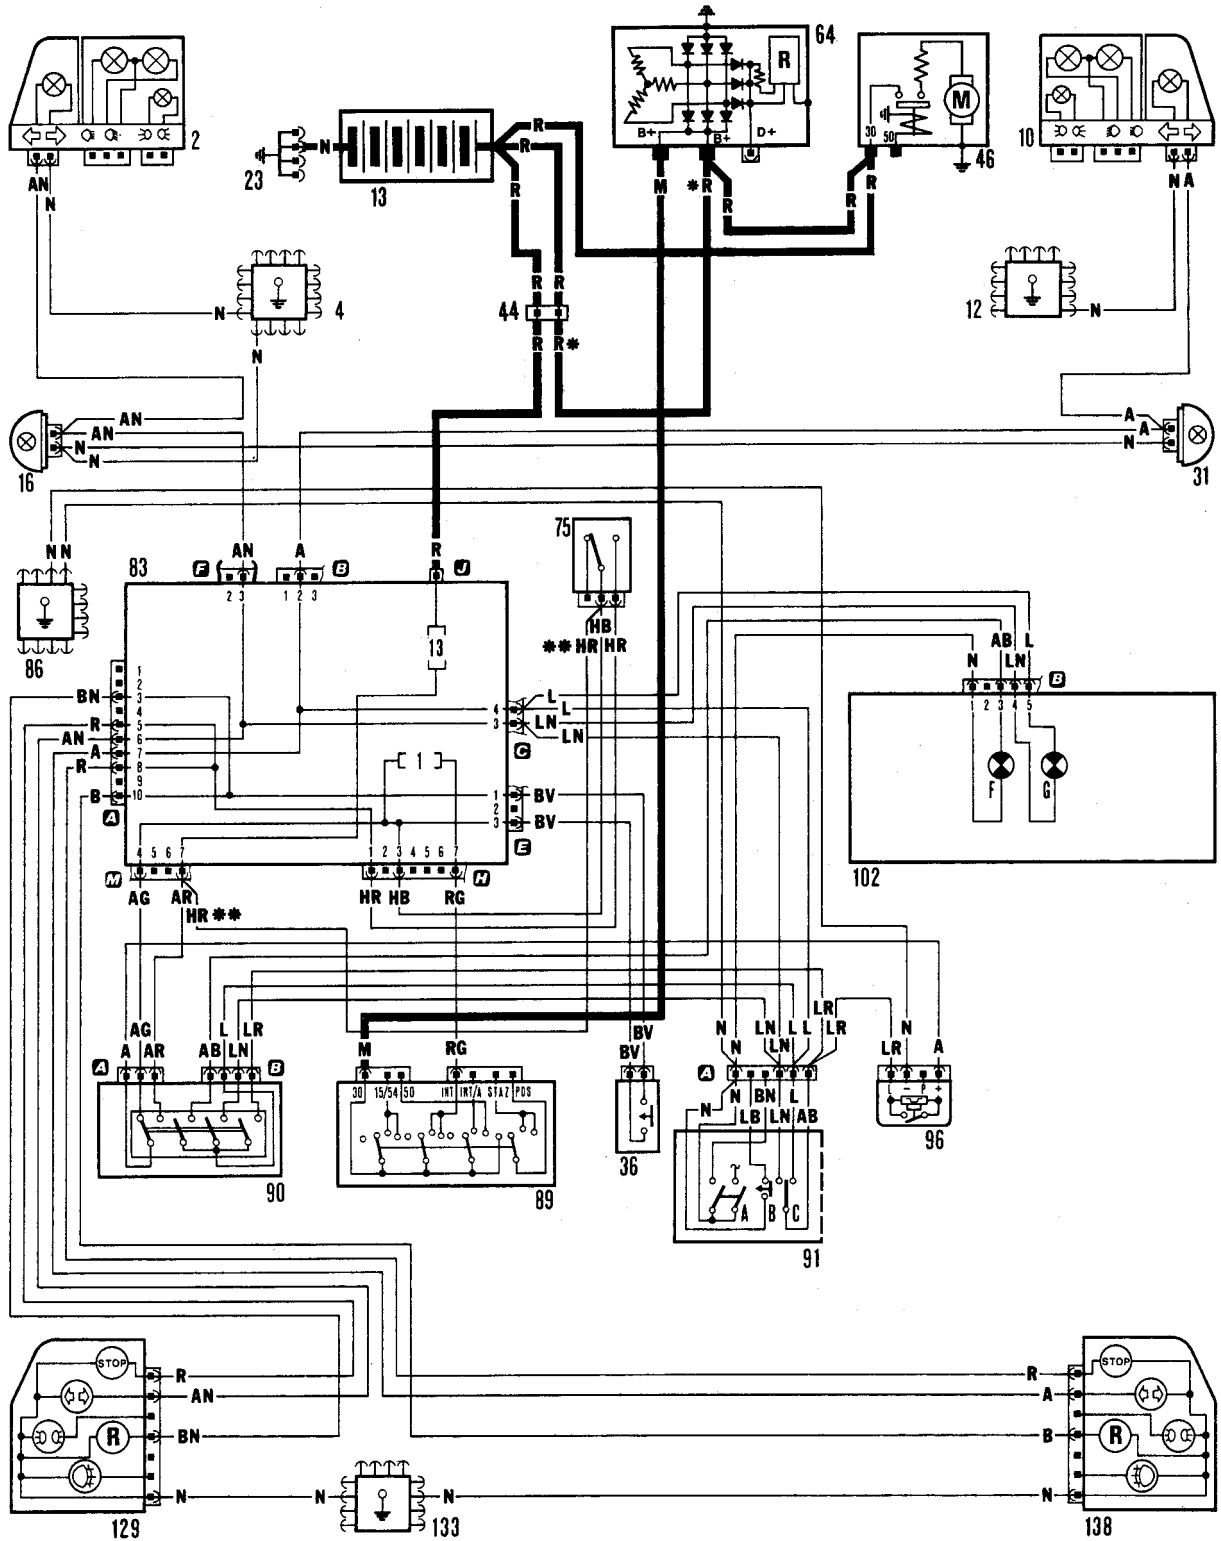 64
R
B+ B+ D+
M
30 50
46
2
10
R
R
N
23
13
M
*R
R
R
R
R
AN
N
N A
4
N
12
N
R R
44
R R*
N
AN
AN
N
N
16
A
A
N
31
75
N N
AN
A
R
83
F B J
2 3
1 2 3
13
HB
**HR HR
86
AB L
N LN
B
1 2 3 4 5
BN
R
AN
A
R
B
A
1
2
3
4
5
6
7
8
9
10
4
3
L
L
LN
LN
C
1
1
2
3
BV
BV
E
F G
102
4 5 6 7
1 2 3 4 5 6 7
M
H
AG AR
HR**
HR HB RG
AG
A AR
L LR
AB LN
A B
M
RG
BV
BV
N
N
LN L L
LN
LR
LR
N
LR
A
A
30 15/54 50 INT INT/A STAZ POS
N
N BN L
LB LN AB
– P +
96
90
89
36
A B C
91
STOP
R
AN
R
BN
N
129
N N
133
STOP
R
A
R
B
N
138